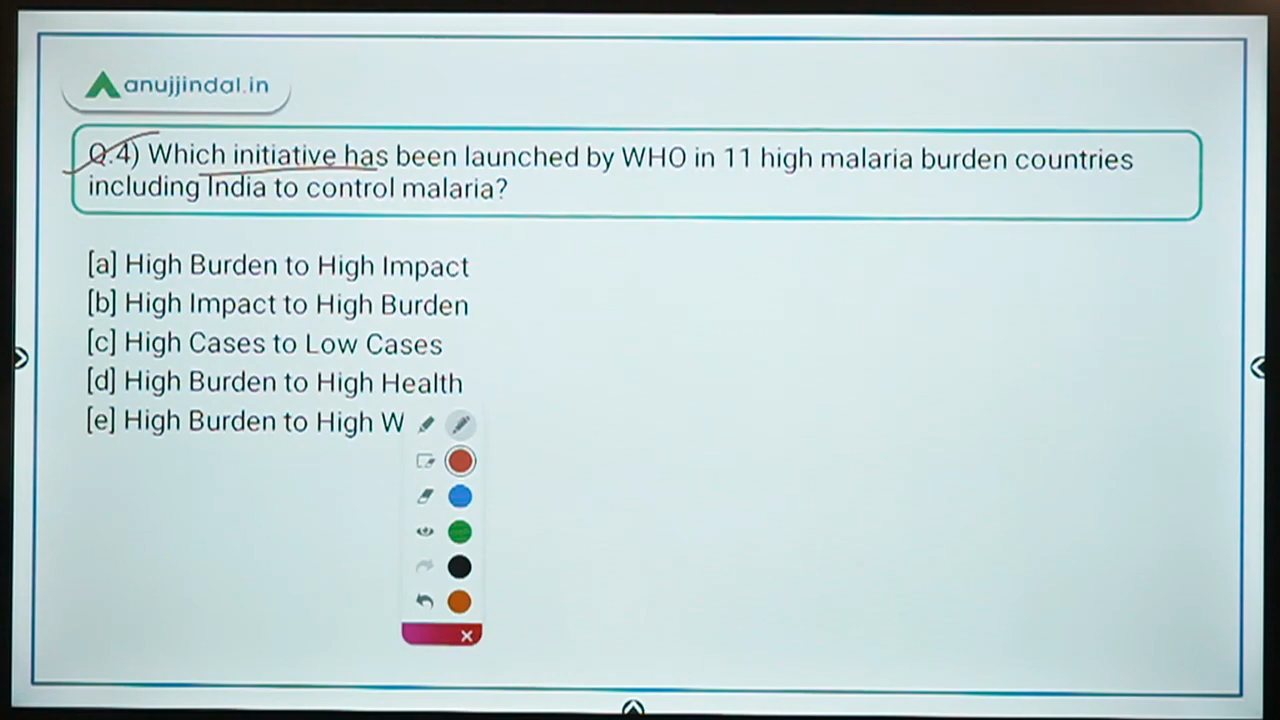 anujjindal.in
Q.4) Which initiative has been launched by WHO in 11 high malaria burden countries
including India to control malaria?
[a] High Burden to High Impact
[b] High Impact to High Burden
[c] High Cases to Low Cases
[d] High Burden to High Health
[e] High Burden to High